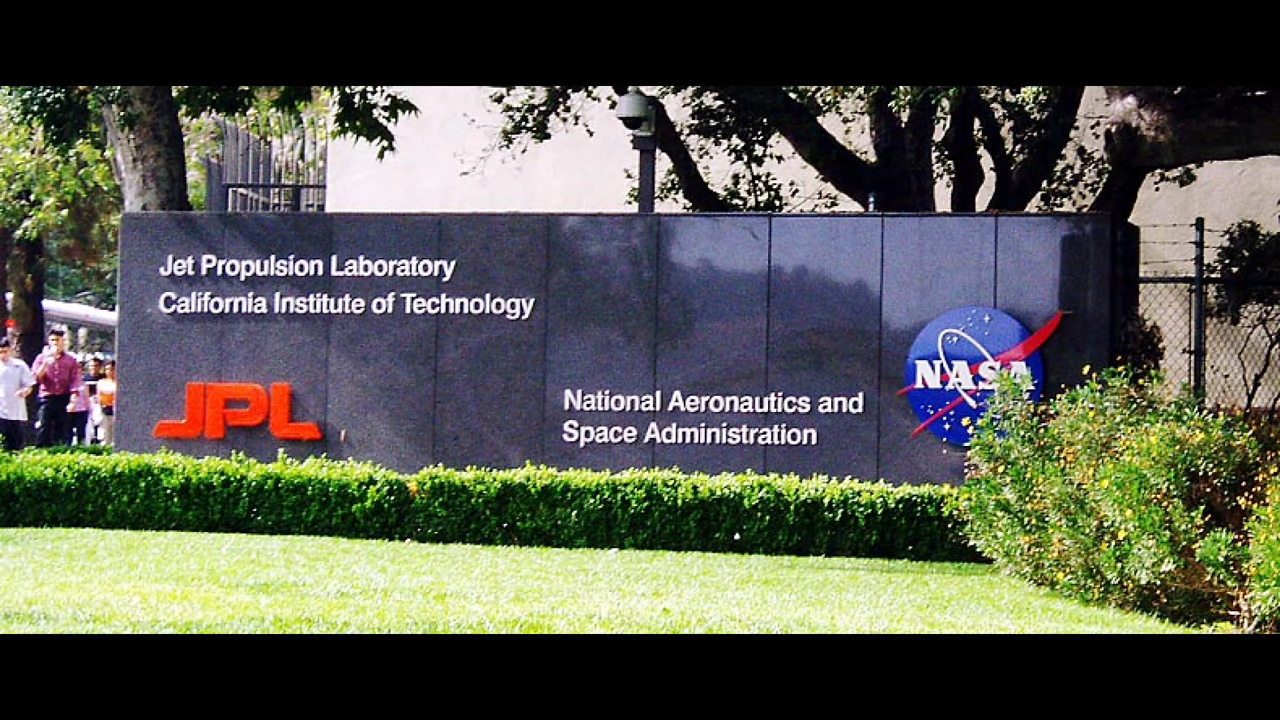 Jet Propulsion Laboratory
California Institute of Technology
JPL
National Aeronautics and
Space Administration
NASA